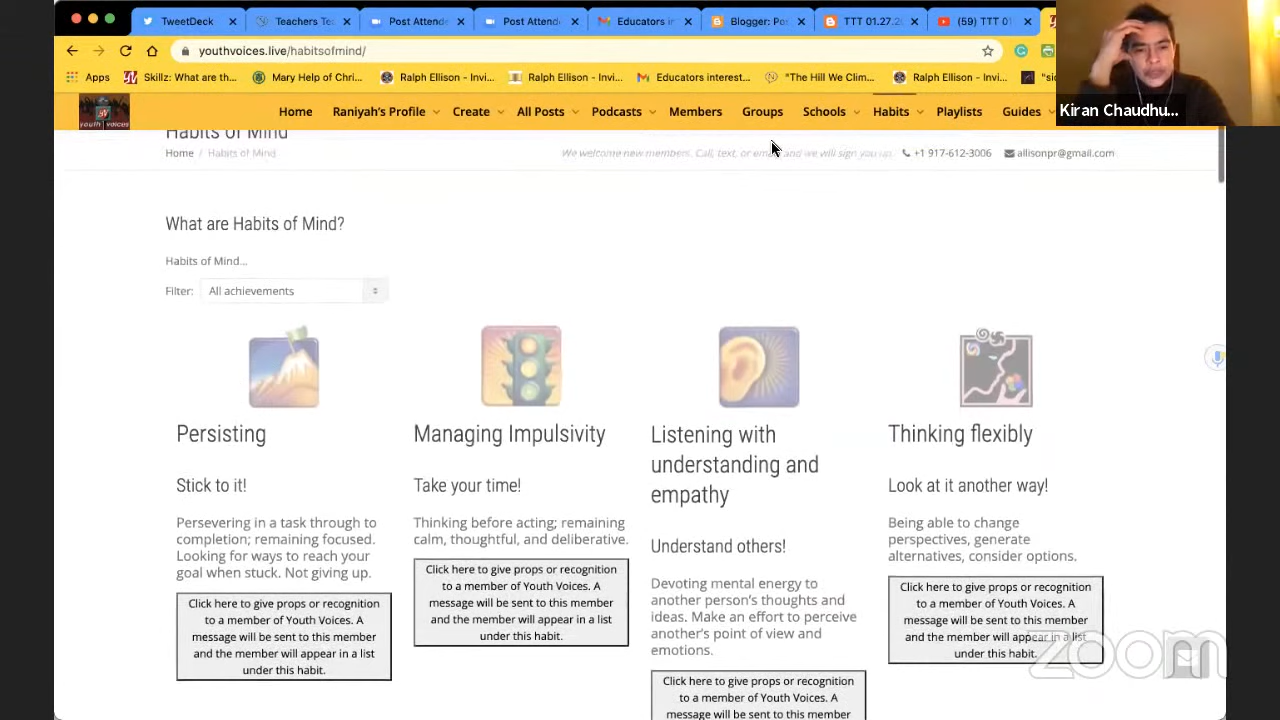 TweetDeck
Teachers Te
Post Attende
Post Attend
Educators in
Blogger: Po
TTT 01.27.2
(59) TTT 01
youthvoices.live/habitsofmind/
Apps
Skillz: What are th...
Mary Help of Chri...
Ralph Ellison - Invi...
Ralph Ellison - Invi...
Educators interest...
"The Hill We Clim...
Ralph Ellison - Invi...
Kiran Chaudhu...
Home
Raniyah's Profile
Create
All Posts
Podcasts
Members
Groups
Schools
Habits
Playlists
Guides
Habits of Mind
Home / Habits of Mind
We welcome new members. Call, text, or email and we will sign you up.
+1 917-612-3006
allisonpr@gmail.com
What are Habits of Mind?
Habits of Mind...
Filter: All achievements
Persisting
Stick to it!
Persevering in a task through to
completion; remaining focused.
Looking for ways to reach your
goal when stuck. Not giving up.
Click here to give props or recognition
to a member of Youth Voices. A
message will be sent to this member
and the member will appear in a list
under this habit.
Managing Impulsivity
Take your time!
Thinking before acting; remaining
calm, thoughtful, and deliberative.
Click here to give props or recognition
to a member of Youth Voices. A
message will be sent to this member
and the member will appear in a list
under this habit.
Listening with
understanding and
empathy
Understand others!
Devoting mental energy to
another person's thoughts and
ideas. Make an effort to perceive
another's point of view and
emotions.
Click here to give props or recognition
to a member of Youth Voices. A
message will be sent to this member
Thinking flexibly
Look at it another way!
Being able to change
perspectives, generate
alternatives, consider options.
Click here to give props or recognition
to a member of Youth Voices. A
message will be sent to this member
and the member will appear in a list
under this habit.
zoom